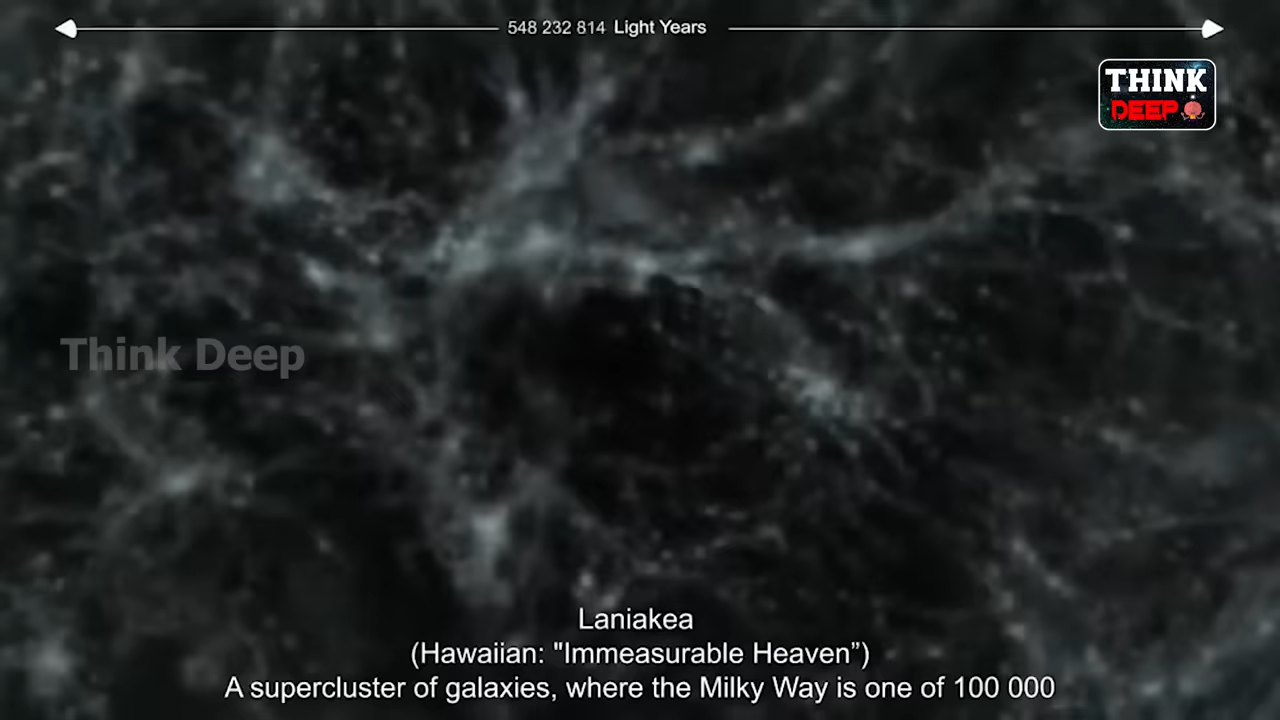 548 232 814 Light Years
THINK
DEEP
Think Deep
Laniakea
(Hawaiian: "Immeasurable Heaven”)
A supercluster of galaxies, where the Milky Way is one of 100 000